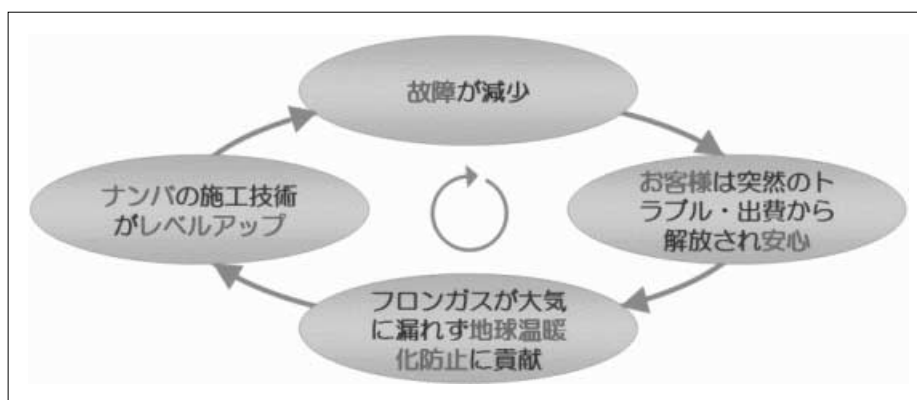 故障が減少
お客様は突然のト
ラブル・出費から
解放され安心
フロンガスが大気
に漏れず地球温暖
化防止に貢献
ナンバの施工技術
がレベルアップ